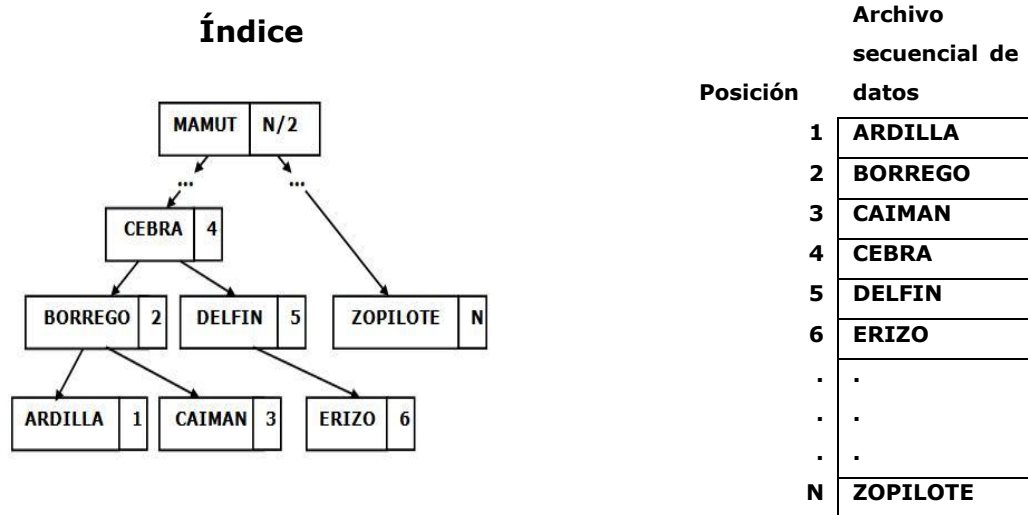 Índice
MAMUT N/2
... ...
CEBRA 4
BORREGO 2 DELFIN 5 ZOPILOTE N
ARDILLA 1 CAIMAN 3 ERIZO 6
Archivo
secuencial de
Posición datos
1 ARDILLA
2 BORREGO
3 CAIMAN
4 CEBRA
5 DELFIN
6 ERIZO
. .
. .
. .
N ZOPILOTE